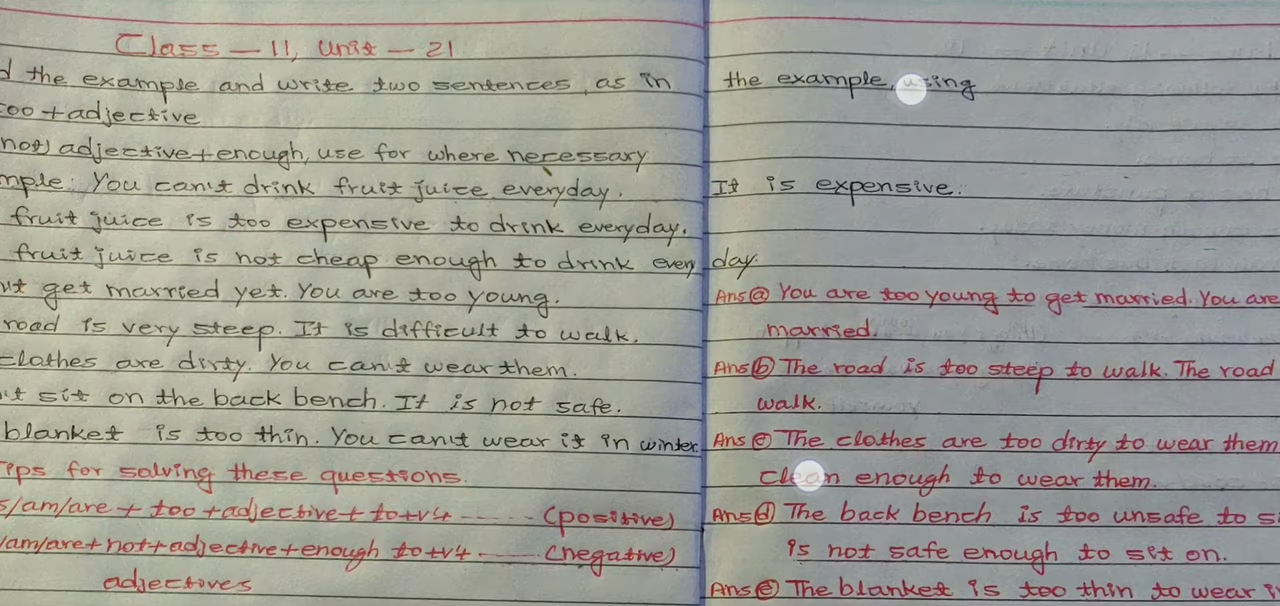 Class - 11, unit - 21
d the example and write two sentences, as in the example, using
too + adjective
not) adjective + enough, use for where necessary
mple: You can't drink fruit juice everyday. It is expensive.
fruit juice is too expensive to drink everyday.
fruit juice is not cheap enough to drink every day.
't get married yet. You are too young.
road is very steep. It is difficult to walk.
clothes are dirty. You can't wear them.
't sit on the back bench. It is not safe.
blanket is too thin. You can't wear it in winter.
Tips for solving these questions.
s/am/are + too + adjective + to + v4 ------ (positive)
/am/are + not + adjective + enough to + v4 ------ (negative)
adjectives
Ans ⓐ You are too young to get married. You are
married.
Ans ⓑ The road is too steep to walk. The road
walk.
Ans ⓒ The clothes are too dirty to wear them
clean enough to wear them.
Ans ⓓ The back bench is too unsafe to s
is not safe enough to sit on.
Ans ⓔ The blanket is too thin to wear i